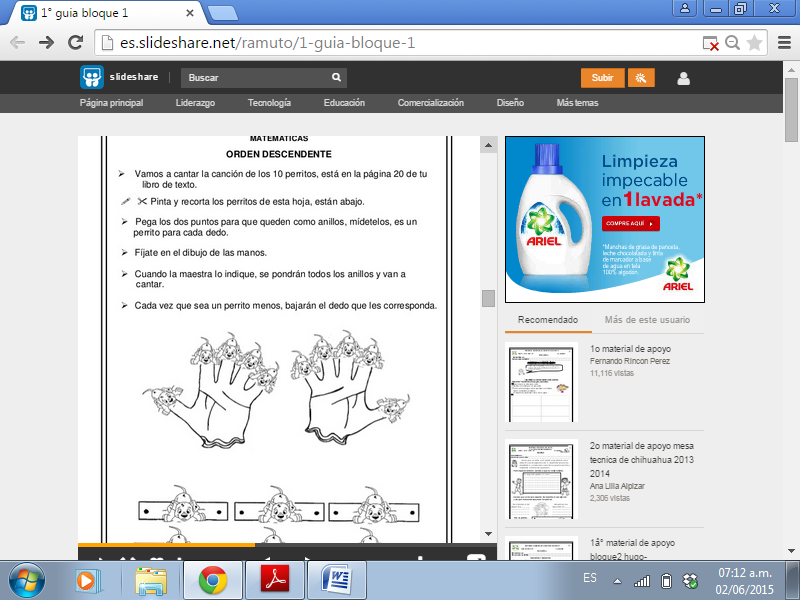 1° guia bloque 1
es.slideshare.net/ramuto/1-guia-bloque-1
slideshare
Buscar
Subir
Página principal
Liderazgo
Tecnología
Educación
Comercialización
Diseño
Más temas
MATEMATICAS
ORDEN DESCENDENTE
Vamos a cantar la canción de los 10 perritos, está en la página 20 de tu
libro de texto.
Pinta y recorta los perritos de esta hoja, están abajo.
Pega los dos puntos para que queden como anillos, mídetelos, es un
perrito para cada dedo.
Fíjate en el dibujo de las manos.
Cuando la maestra lo indique, se pondrán todos los anillos y van a
cantar.
Cada vez que sea un perrito menos, bajarán el dedo que les corresponda.
Limpieza
impecable
en 1 lavada*
COMPRE AQUÍ
ARIEL
*Manchas de grasa de panceta,
leche chocolatada y tinta
de marcador a base
de agua en tela
100% algodón.
ARIEL
Recomendado
Más de este usuario
1o material de apoyo
Fernando Rincon Perez
11,116 vistas
2o material de apoyo mesa
tecnica de chihuahua 2013
2014
Ana Lilia Alpizar
2,306 vistas
1å° material de apoyo
bloque2 hugo-
ES
07:12 a.m.
02/06/2015